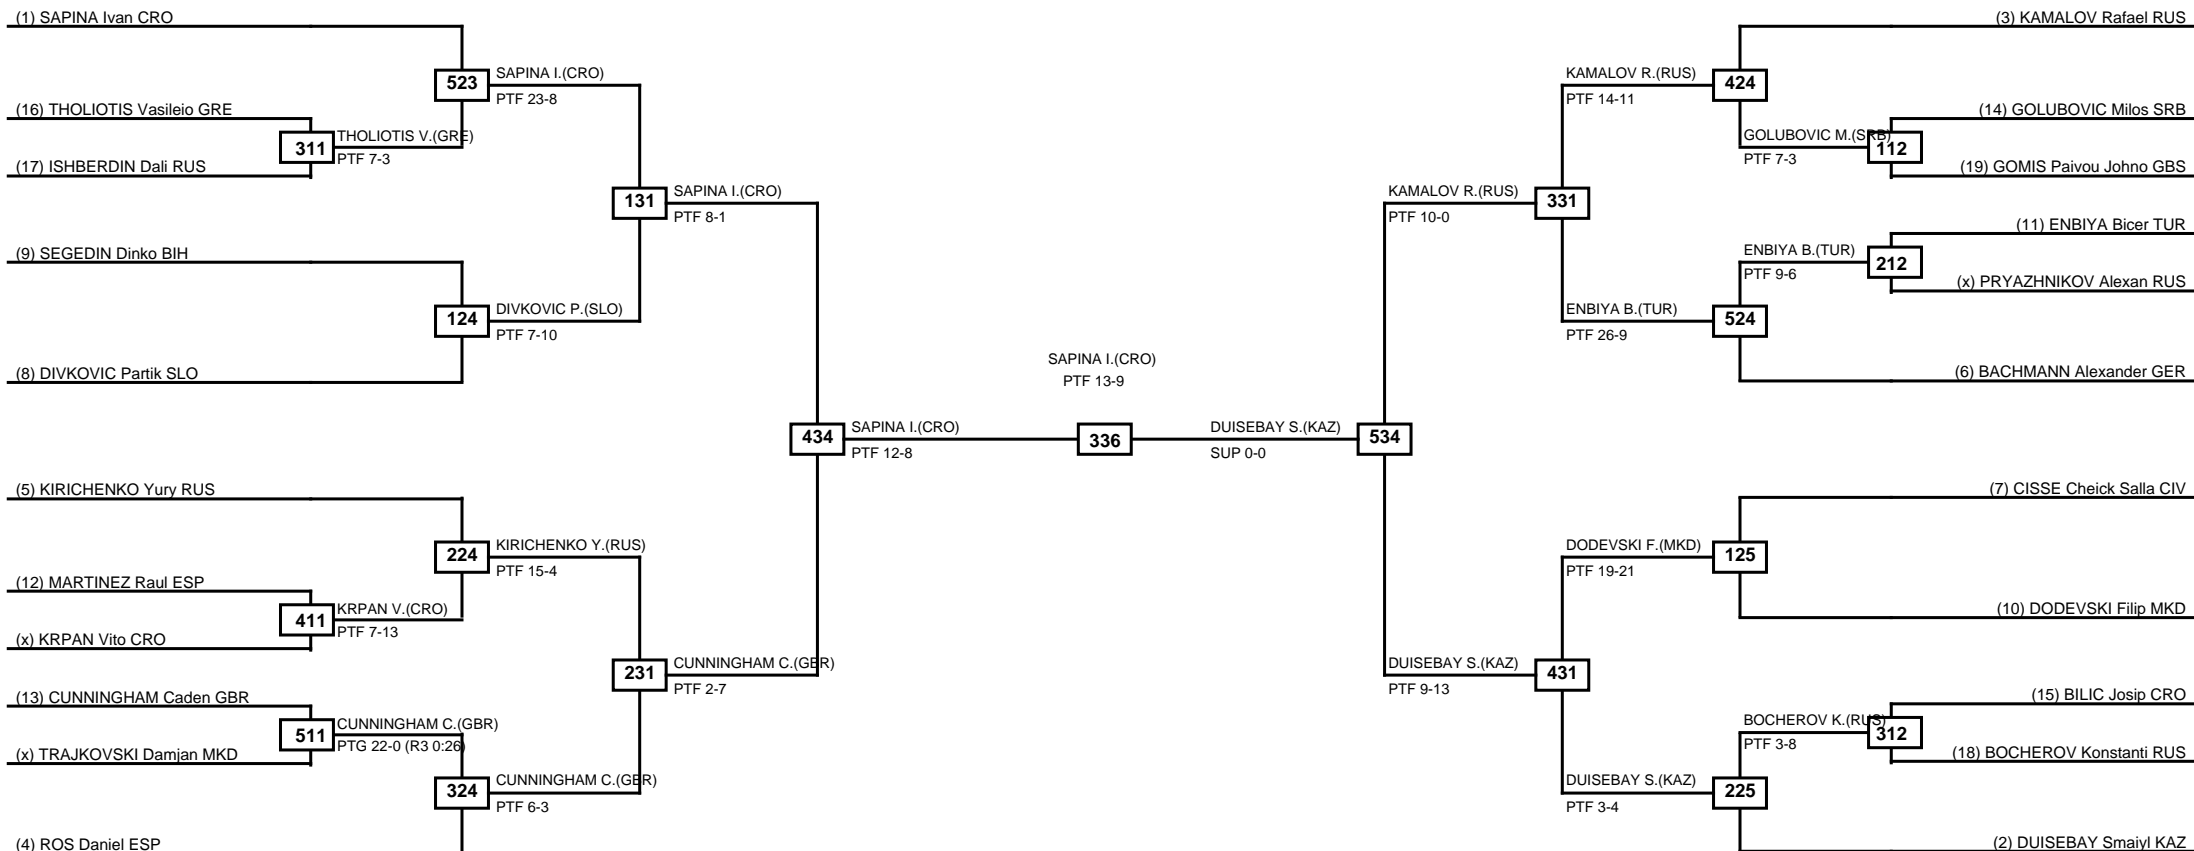 (1) SAPINA Ivan CRO
(3) KAMALOV Rafael RUS
523
SAPINA I.(CRO)
PTF 23-8
KAMALOV R.(RUS)
PTF 14-11
424
(16) THOLIOTIS Vasileio GRE
(14) GOLUBOVIC Milos SRB
311
THOLIOTIS V.(GRE)
PTF 7-3
GOLUBOVIC M.(SRB)
PTF 7-3
112
(17) ISHBERDIN Dali RUS
(19) GOMIS Paivou Johno GBS
131
SAPINA I.(CRO)
PTF 8-1
KAMALOV R.(RUS)
PTF 10-0
331
(11) ENBIYA Bicer TUR
(9) SEGEDIN Dinko BIH
ENBIYA B.(TUR)
PTF 9-6
212
(x) PRYAZHNIKOV Alexan RUS
124
DIVKOVIC P.(SLO)
PTF 7-10
ENBIYA B.(TUR)
PTF 26-9
524
(8) DIVKOVIC Partik SLO
SAPINA I.(CRO)
PTF 13-9
(6) BACHMANN Alexander GER
434
SAPINA I.(CRO)
PTF 12-8
336
DUISEBAY S.(KAZ)
SUP 0-0
534
(5) KIRICHENKO Yury RUS
(7) CISSE Cheick Salla CIV
224
KIRICHENKO Y.(RUS)
PTF 15-4
DODEVSKI F.(MKD)
PTF 19-21
125
(12) MARTINEZ Raul ESP
411
KRPAN V.(CRO)
PTF 7-13
(10) DODEVSKI Filip MKD
(x) KRPAN Vito CRO
231
CUNNINGHAM C.(GBR)
PTF 2-7
DUISEBAY S.(KAZ)
PTF 9-13
431
(13) CUNNINGHAM Caden GBR
(15) BILIC Josip CRO
511
CUNNINGHAM C.(GBR)
PTG 22-0 (R3 0:26)
BOCHEROV K.(RUS)
PTF 3-8
312
(x) TRAJKOVSKI Damjan MKD
(18) BOCHEROV Konstanti RUS
324
CUNNINGHAM C.(GBR)
PTF 6-3
DUISEBAY S.(KAZ)
PTF 3-4
225
(4) ROS Daniel ESP
(2) DUISEBAY Smaiyl KAZ